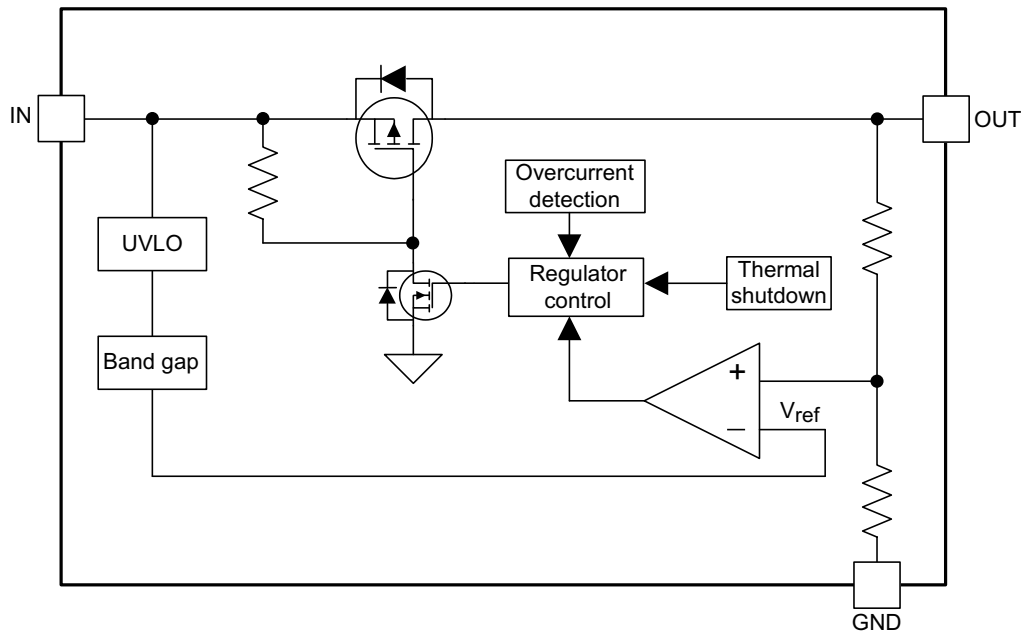 IN
OUT
Overcurrent
detection
UVLO
Regulator
control
Thermal
shutdown
Band gap
+
Vref
−
GND